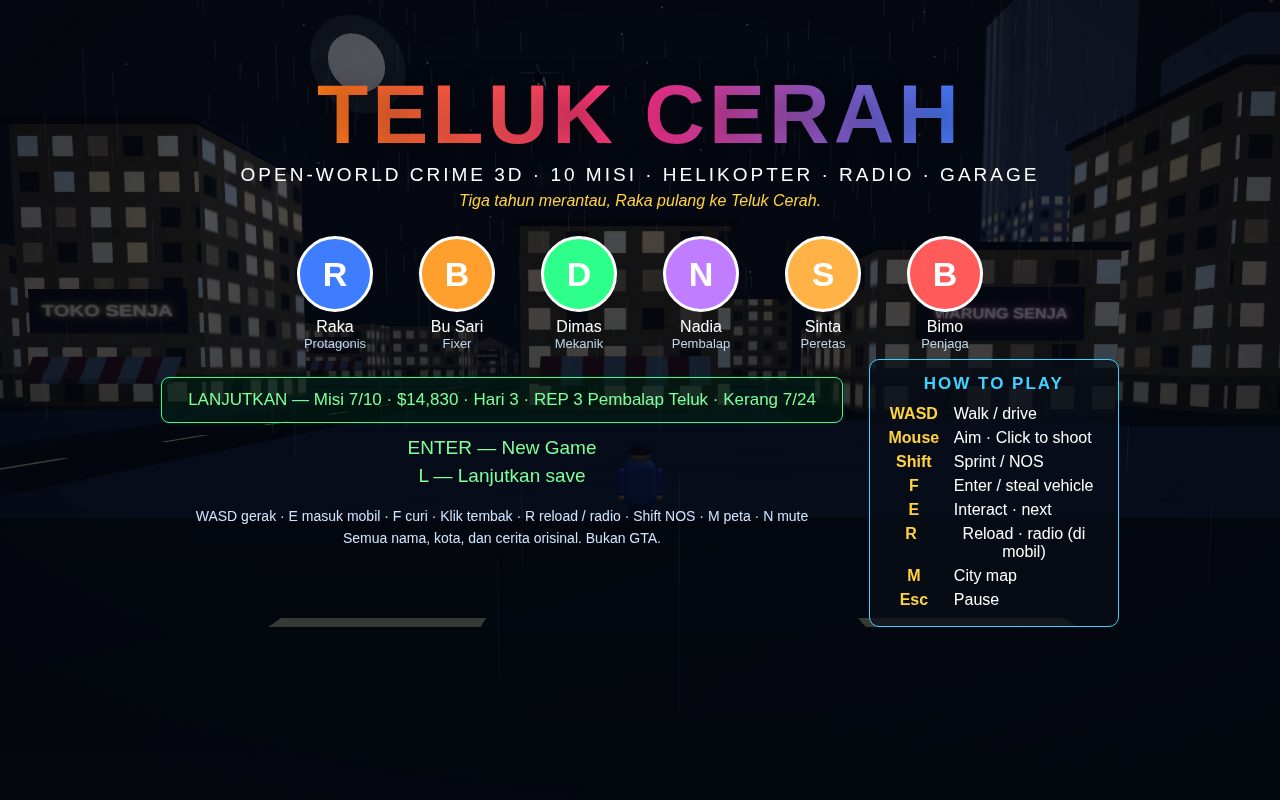 TELUK CERAH
OPEN-WORLD CRIME 3D · 10 MISI · HELIKOPTER · RADIO · GARAGE
Tiga tahun merantau, Raka pulang ke Teluk Cerah.
R B D N S B
Raka Bu Sari Dimas Nadia Sinta Bimo
Protagonis Fixer Mekanik Pembalap Peretas Penjaga
TOKO SENJA
WARUNG SENJA
LANJUTKAN — Misi 7/10 · $14,830 · Hari 3 · REP 3 Pembalap Teluk · Kerang 7/24
ENTER — New Game
L — Lanjutkan save
WASD gerak · E masuk mobil · F curi · Klik tembak · R reload / radio · Shift NOS · M peta · N mute
Semua nama, kota, dan cerita orisinal. Bukan GTA.
HOW TO PLAY
WASD Walk / drive
Mouse Aim · Click to shoot
Shift Sprint / NOS
F Enter / steal vehicle
E Interact · next
R Reload · radio (di
mobil)
M City map
Esc Pause